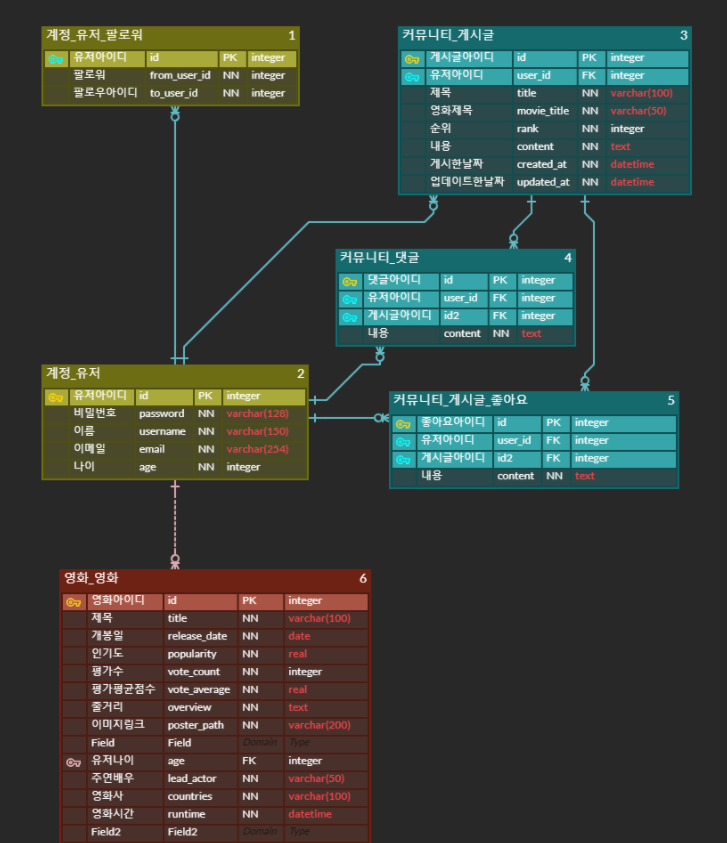 계정_유저_팔로워 1
유저아이디 id PK integer
팔로워 from_user_id NN integer
팔로우아이디 to_user_id NN integer
커뮤니티_게시글 3
게시글아이디 id PK integer
유저아이디 user_id FK integer
제목 title NN varchar(100)
영화제목 movie_title NN varchar(50)
순위 rank NN integer
내용 content NN text
게시한날짜 created_at NN datetime
업데이트한날짜 updated_at NN datetime
커뮤니티_댓글 4
댓글아이디 id PK integer
유저아이디 user_id FK integer
게시글아이디 id2 FK integer
내용 content NN text
계정_유저 2
유저아이디 id PK integer
비밀번호 password NN varchar(128)
이름 username NN varchar(150)
이메일 email NN varchar(254)
나이 age NN integer
커뮤니티_게시글_좋아요 5
좋아요아이디 id PK integer
유저아이디 user_id FK integer
게시글아이디 id2 FK integer
내용 content NN text
영화_영화 6
영화아이디 id PK integer
제목 title NN varchar(100)
개봉일 release_date NN date
인기도 popularity NN real
평가수 vote_count NN integer
평가평균점수 vote_average NN real
줄거리 overview NN text
이미지링크 poster_path NN varchar(200)
Field Field Domain Type
유저나이 age FK integer
주연배우 lead_actor NN varchar(50)
영화사 countries NN varchar(100)
영화시간 runtime NN datetime
Field2 Field2 Domain Type